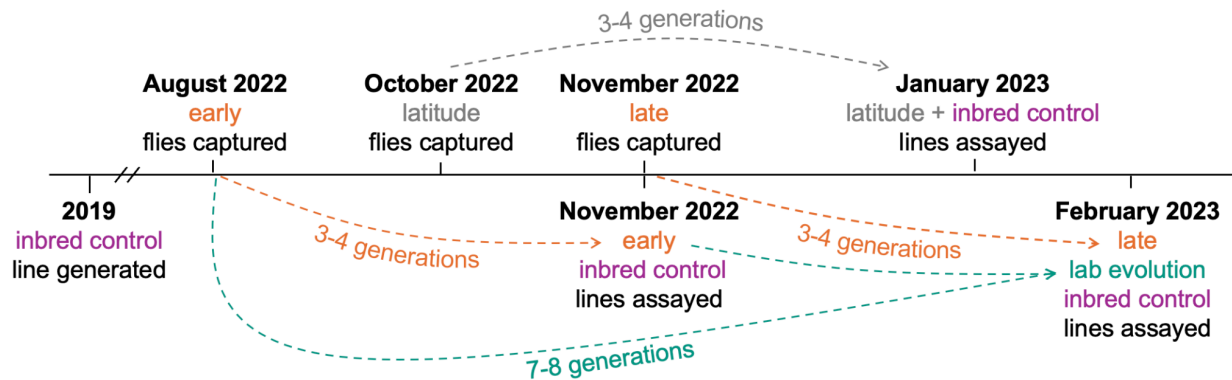 3-4 generations
August 2022
early
flies captured
October 2022
latitude
flies captured
November 2022
late
flies captured
January 2023
latitude + inbred control
lines assayed
2019
inbred control
line generated
3-4 generations
November 2022
early
inbred control
lines assayed
3-4 generations
February 2023
late
lab evolution
inbred control
lines assayed
7-8 generations